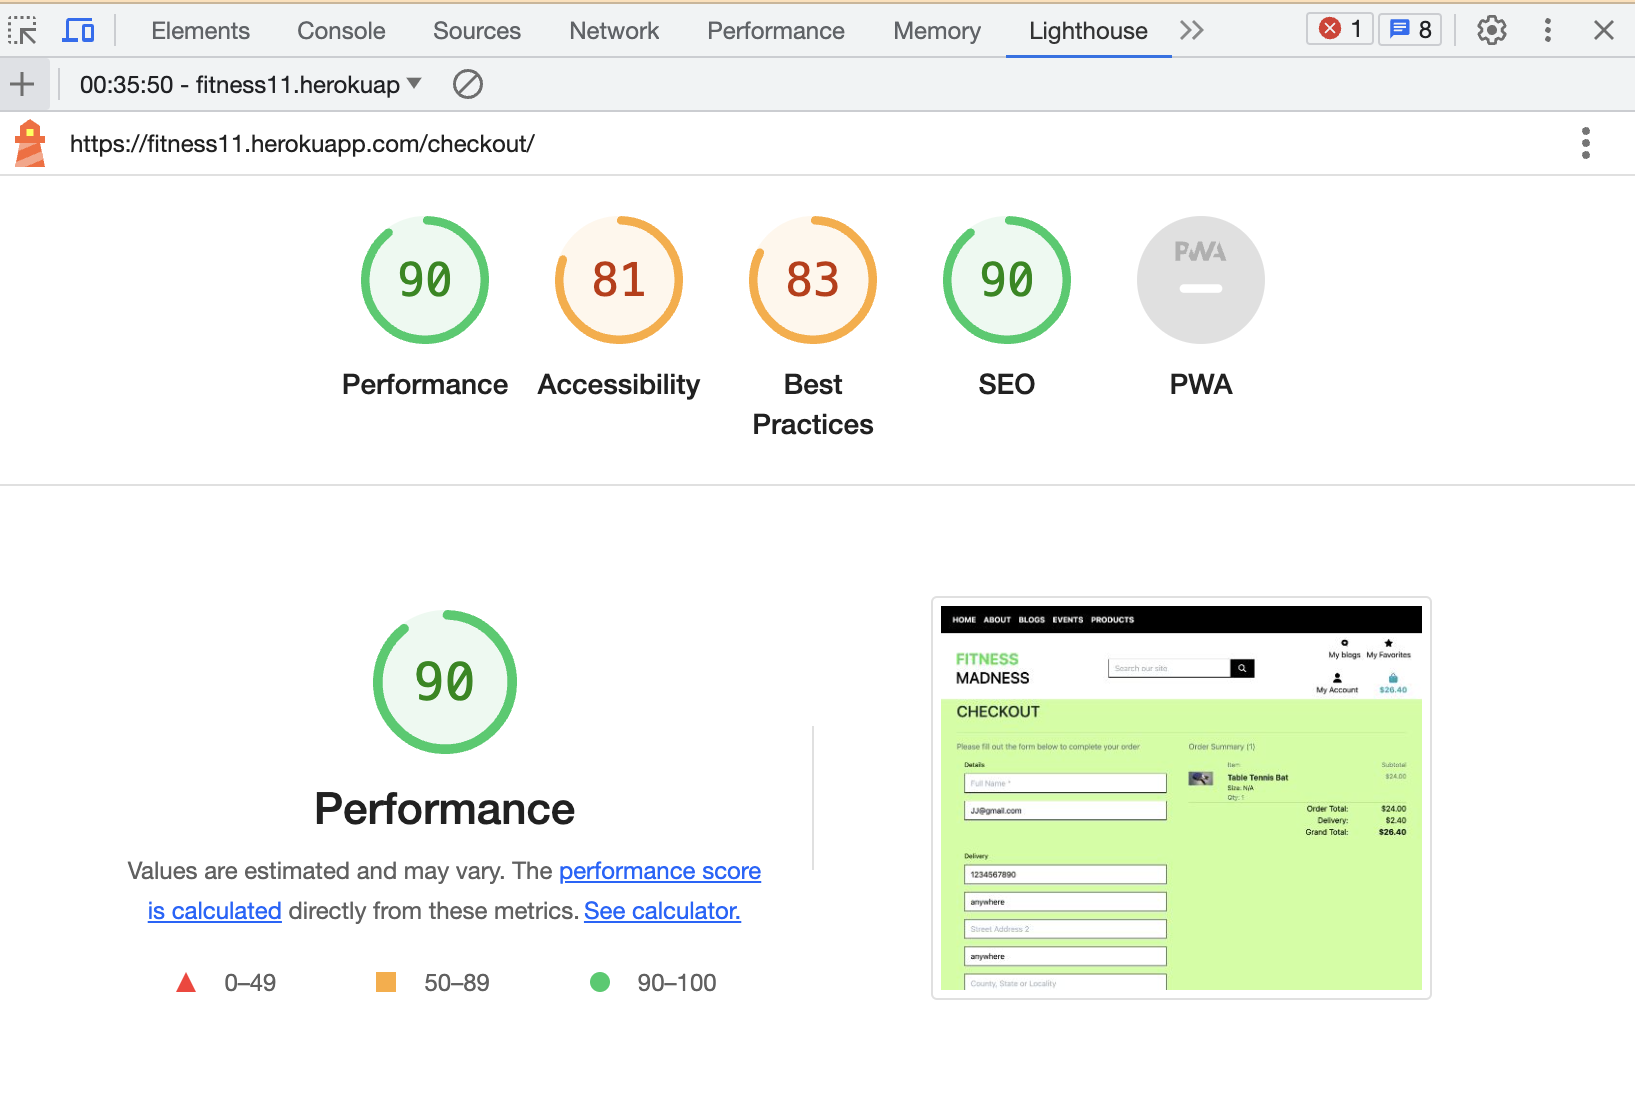 Elements Console Sources Network Performance Memory Lighthouse 1 8
00:35:50 - fitness11.herokuap
https://fitness11.herokuapp.com/checkout/
90 81 83 90 PWA
Performance Accessibility Best Practices SEO PWA
90
Performance
Values are estimated and may vary. The performance score
is calculated directly from these metrics. See calculator.
0–49 50–89 90–100
HOME ABOUT BLOGS EVENTS PRODUCTS
My blogs My Favorites
FITNESS
MADNESS
Search our site
My Account $26.40
CHECKOUT
Please fill out the form below to complete your order
Details
Full Name *
JJ@gmail.com
Delivery
1234567890
anywhere
Street Address 2
anywhere
County, State or Locality
Order Summary (1)
Item Subtotal
Table Tennis Bat $24.00
Size: N/A
Qty: 1
Order Total: $24.00
Delivery: $2.40
Grand Total: $26.40